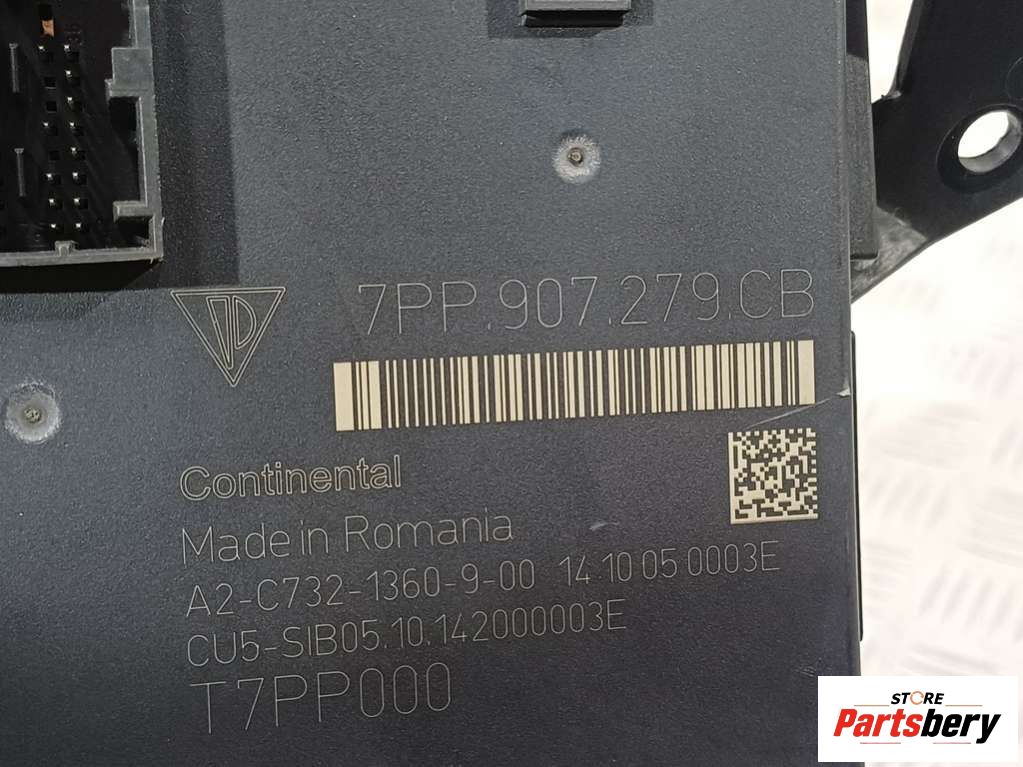 7PP.907.279.CB
Continental
Made in Romania
A2-C732-1360-9-00 14 10 05 0003E
CU5-SIB05.10.142000003E
T7PP000
STORE
Partsbery